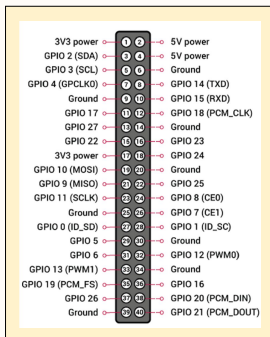 3V3 power 1 2 5V power
GPIO 2 (SDA) 3 4 5V power
GPIO 3 (SCL) 5 6 Ground
GPIO 4 (GPCLK0) 7 8 GPIO 14 (TXD)
Ground 9 10 GPIO 15 (RXD)
GPIO 17 11 12 GPIO 18 (PCM_CLK)
GPIO 27 13 14 Ground
GPIO 22 15 16 GPIO 23
3V3 power 17 18 GPIO 24
GPIO 10 (MOSI) 19 20 Ground
GPIO 9 (MISO) 21 22 GPIO 25
GPIO 11 (SCLK) 23 24 GPIO 8 (CE0)
Ground 25 26 GPIO 7 (CE1)
GPIO 0 (ID_SD) 27 28 GPIO 1 (ID_SC)
GPIO 5 29 30 Ground
GPIO 6 31 32 GPIO 12 (PWM0)
GPIO 13 (PWM1) 33 34 Ground
GPIO 19 (PCM_FS) 35 36 GPIO 16
GPIO 26 37 38 GPIO 20 (PCM_DIN)
Ground 39 40 GPIO 21 (PCM_DOUT)